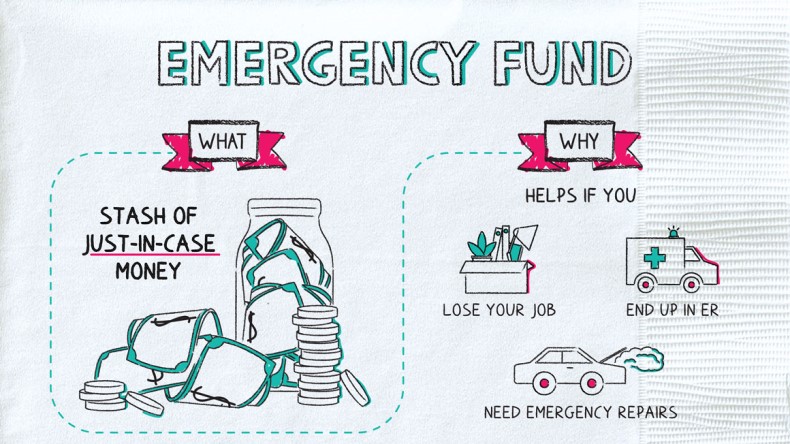 EMERGENCY FUND
WHAT
STASH OF
JUST-IN-CASE
MONEY
$
$
$
$
WHY
HELPS IF YOU
LOSE YOUR JOB
END UP IN ER
NEED EMERGENCY REPAIRS